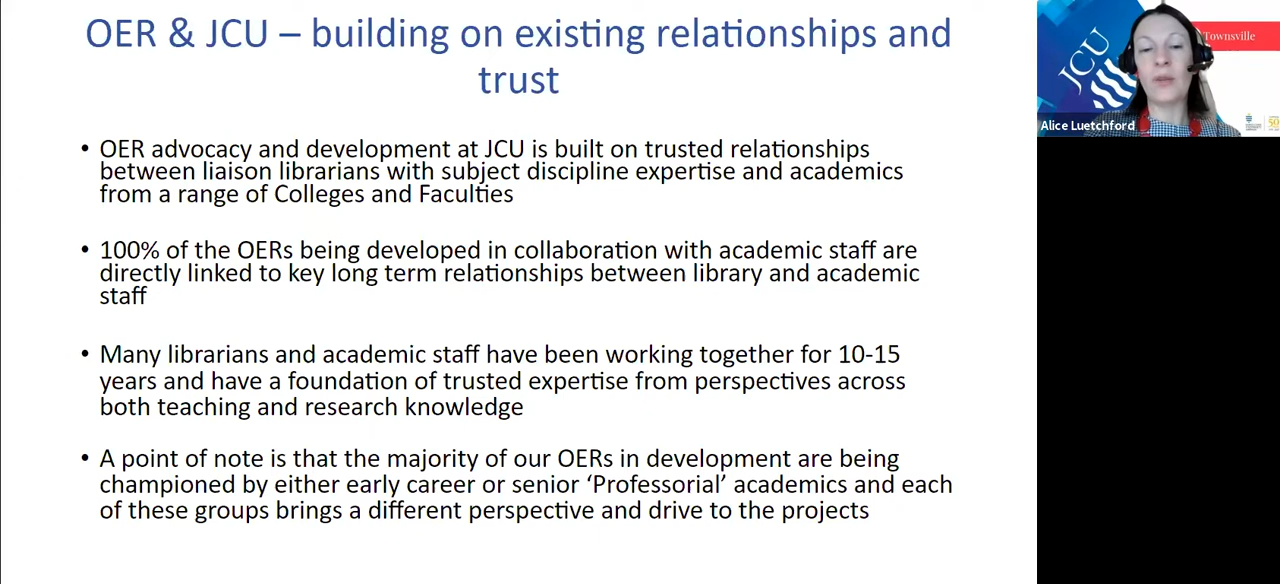 OER & JCU – building on existing relationships and
trust
• OER advocacy and development at JCU is built on trusted relationships
between liaison librarians with subject discipline expertise and academics
from a range of Colleges and Faculties
• 100% of the OERs being developed in collaboration with academic staff are
directly linked to key long term relationships between library and academic
staff
• Many librarians and academic staff have been working together for 10-15
years and have a foundation of trusted expertise from perspectives across
both teaching and research knowledge
• A point of note is that the majority of our OERs in development are being
championed by either early career or senior ‘Professorial’ academics and each
of these groups brings a different perspective and drive to the projects
JCU
Townsville
Alice Luetchford